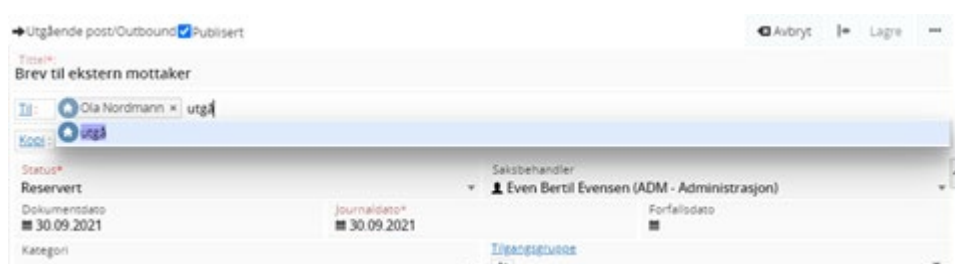 Utgående post/Outbound Publisert Avbryt Lagre
Tittel*
Brev til ekstern mottaker
Til: Ola Nordmann × utgå
utgå
Kopi:
Status* Saksbehandler
Reservert Even Bertil Evensen (ADM - Administrasjon)
Dokumentdato Journaldato* Forfallsdato
30.09.2021 30.09.2021
Kategori Tilgangsgruppe